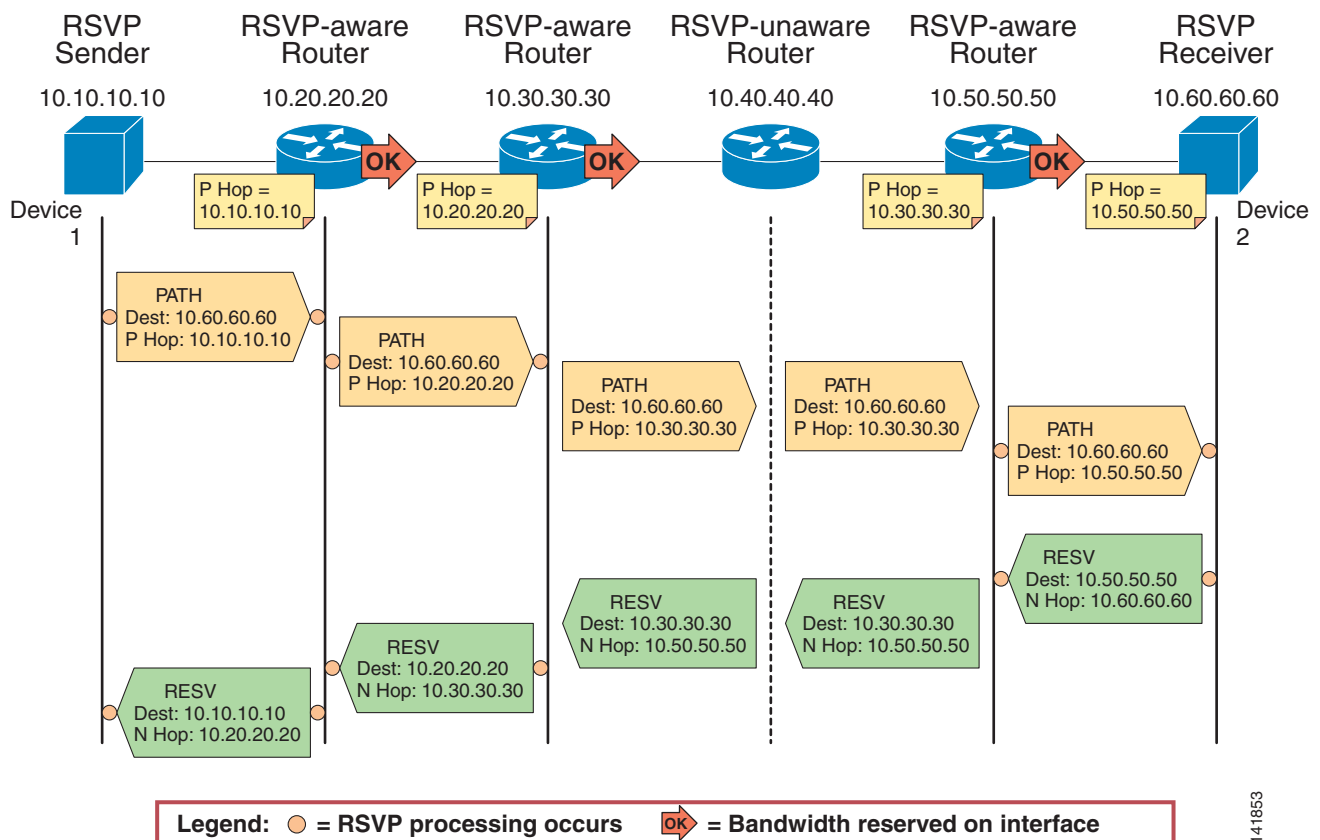 RSVP
Sender
RSVP-aware
Router
RSVP-aware
Router
RSVP-unaware
Router
RSVP-aware
Router
RSVP
Receiver
10.10.10.10
10.20.20.20
10.30.30.30
10.40.40.40
10.50.50.50
10.60.60.60
OK
OK
OK
P Hop =
10.10.10.10
P Hop =
10.20.20.20
P Hop =
10.30.30.30
P Hop =
10.50.50.50
Device
1
Device
2
PATH
Dest: 10.60.60.60
P Hop: 10.10.10.10
PATH
Dest: 10.60.60.60
P Hop: 10.20.20.20
PATH
Dest: 10.60.60.60
P Hop: 10.30.30.30
PATH
Dest: 10.60.60.60
P Hop: 10.30.30.30
PATH
Dest: 10.60.60.60
P Hop: 10.50.50.50
RESV
Dest: 10.50.50.50
N Hop: 10.60.60.60
RESV
Dest: 10.30.30.30
N Hop: 10.50.50.50
RESV
Dest: 10.30.30.30
N Hop: 10.50.50.50
RESV
Dest: 10.20.20.20
N Hop: 10.30.30.30
RESV
Dest: 10.10.10.10
N Hop: 10.20.20.20
Legend: = RSVP processing occurs OK = Bandwidth reserved on interface
141853